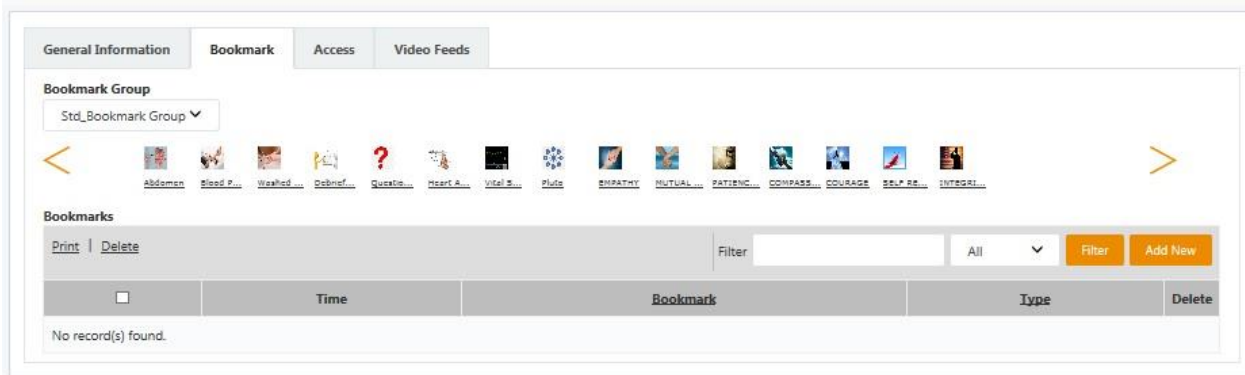 General Information Bookmark Access Video Feeds
Bookmark Group
Std_Bookmark Group
Abdomen Blood P... Washed ... Debrief... Questio... Heart A... Vital S... Pluto EMPATHY MUTUAL ... PATIENC... COMPASS... COURAGE SELF RE... INTEGRI...
Bookmarks
Print | Delete Filter All Filter Add New
Time Bookmark Type Delete
No record(s) found.